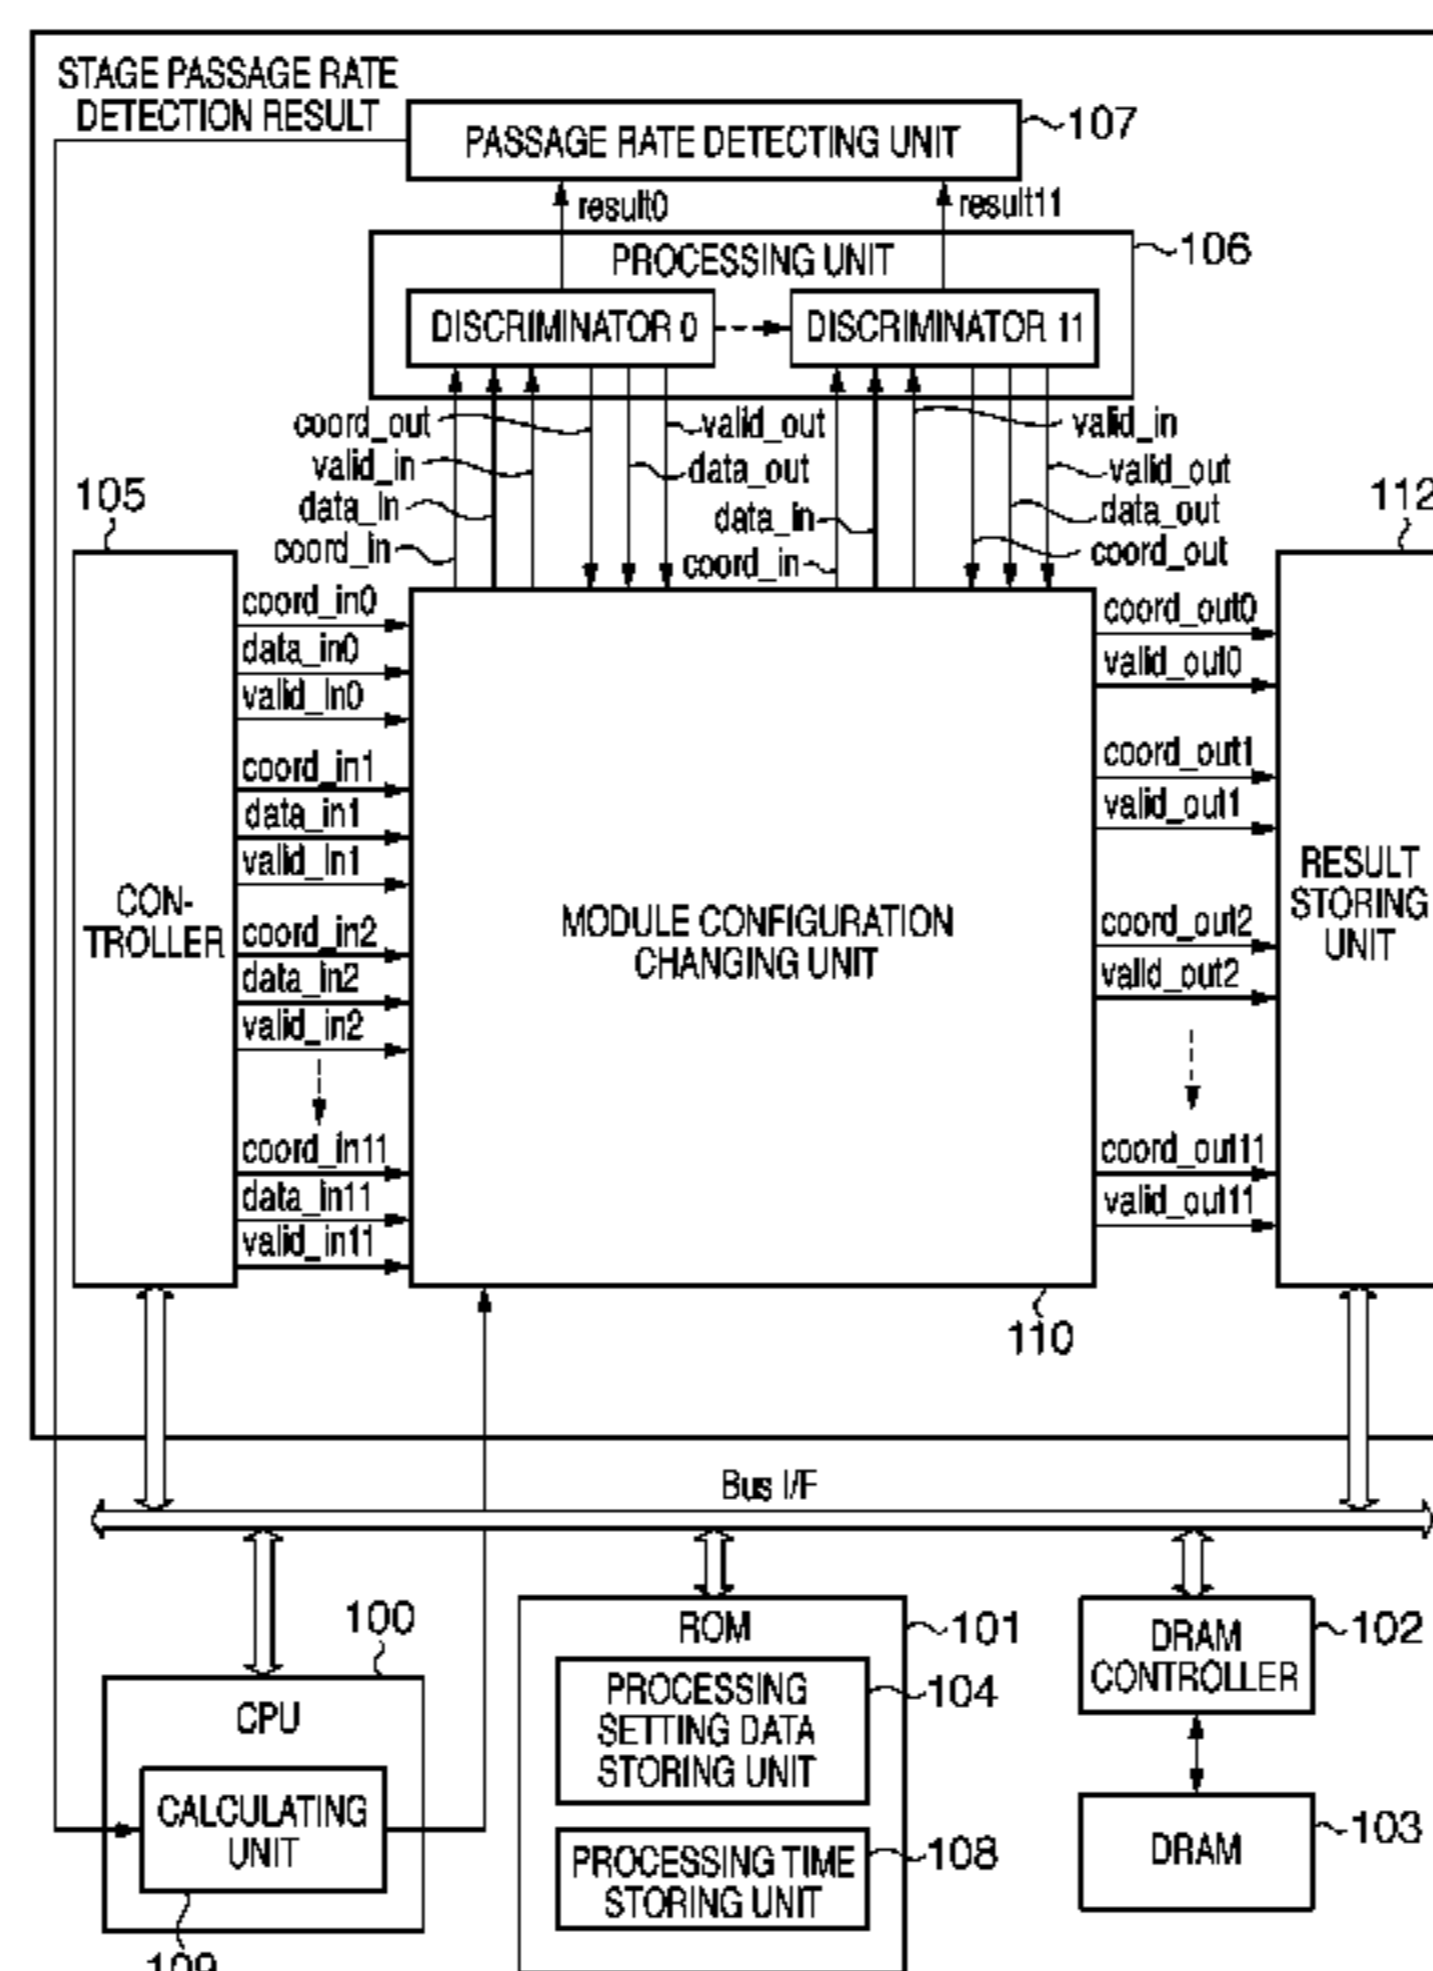 STAGE PASSAGE RATE
DETECTION RESULT
PASSAGE RATE DETECTING UNIT
107
result0
result11
PROCESSING UNIT
106
DISCRIMINATOR 0
DISCRIMINATOR 11
coord_out
valid_out
valid_in
valid_in
data_out
valid_out
data_in
data_in
data_out
coord_in
coord_in
coord_out
105
112
coord_in0
data_in0
valid_in0
coord_in1
data_in1
valid_in1
coord_in2
data_in2
valid_in2
coord_in11
data_in11
valid_in11
CON-
TROLLER
MODULE CONFIGURATION
CHANGING UNIT
coord_out0
valid_out0
coord_out1
valid_out1
coord_out2
valid_out2
coord_out11
valid_out11
RESULT
STORING
UNIT
110
Bus I/F
100
CPU
CALCULATING
UNIT
109
ROM
101
PROCESSING
SETTING DATA
STORING UNIT
104
PROCESSING TIME
STORING UNIT
108
DRAM
CONTROLLER
102
DRAM
103